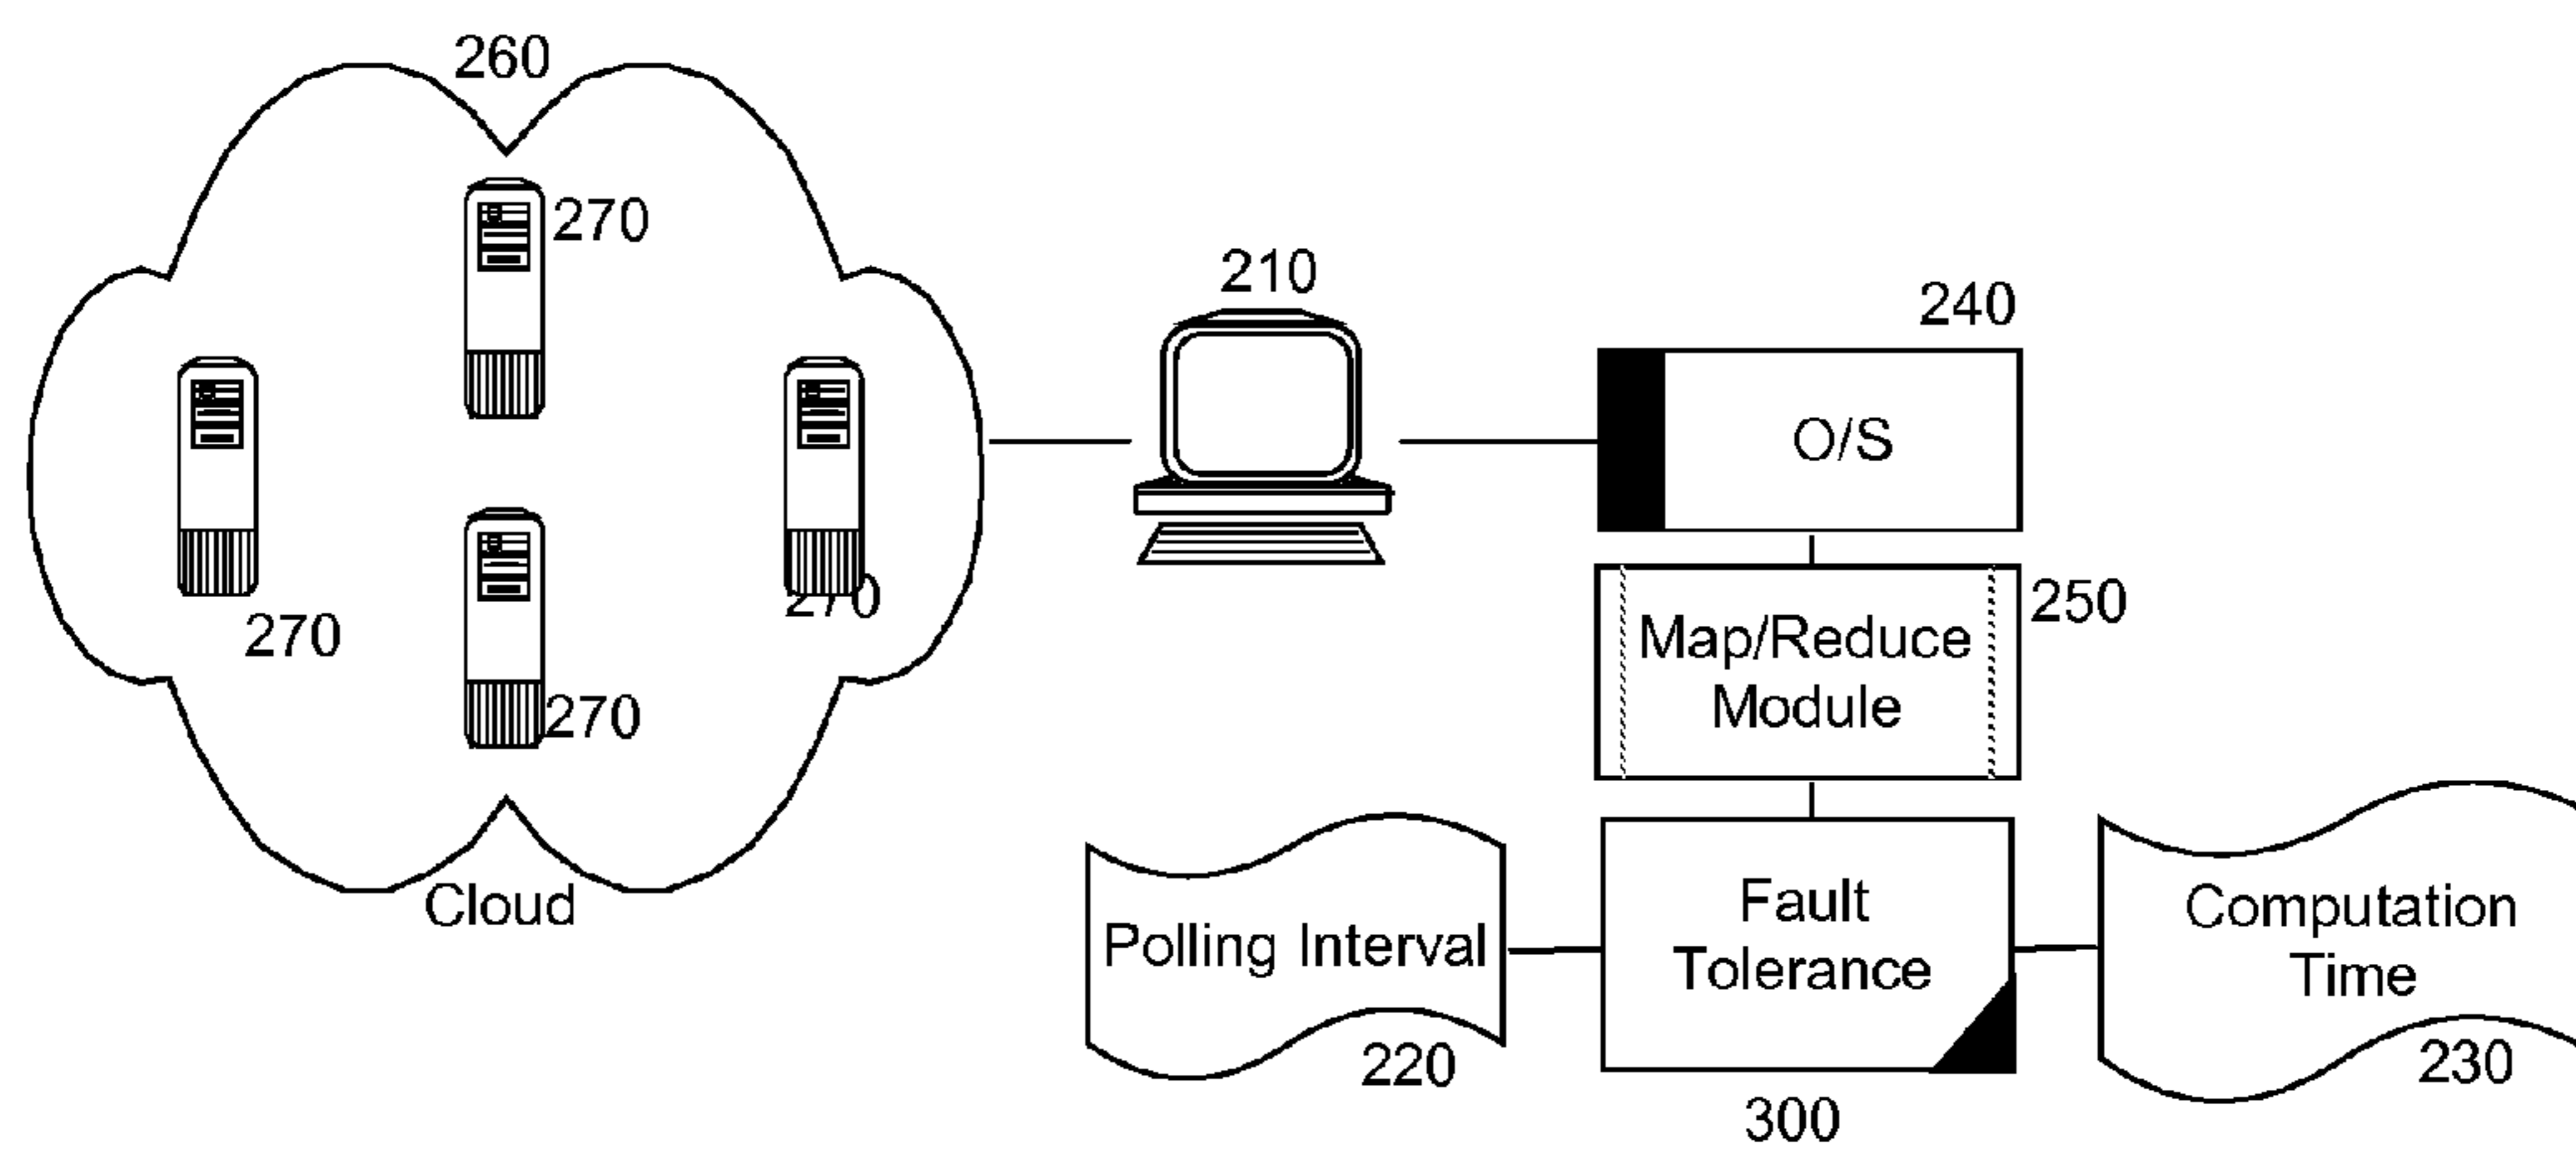 260
270
270
270
270
Cloud
210
240
O/S
250
Map/Reduce
Module
Polling Interval
220
Fault
Tolerance
300
Computation
Time
230